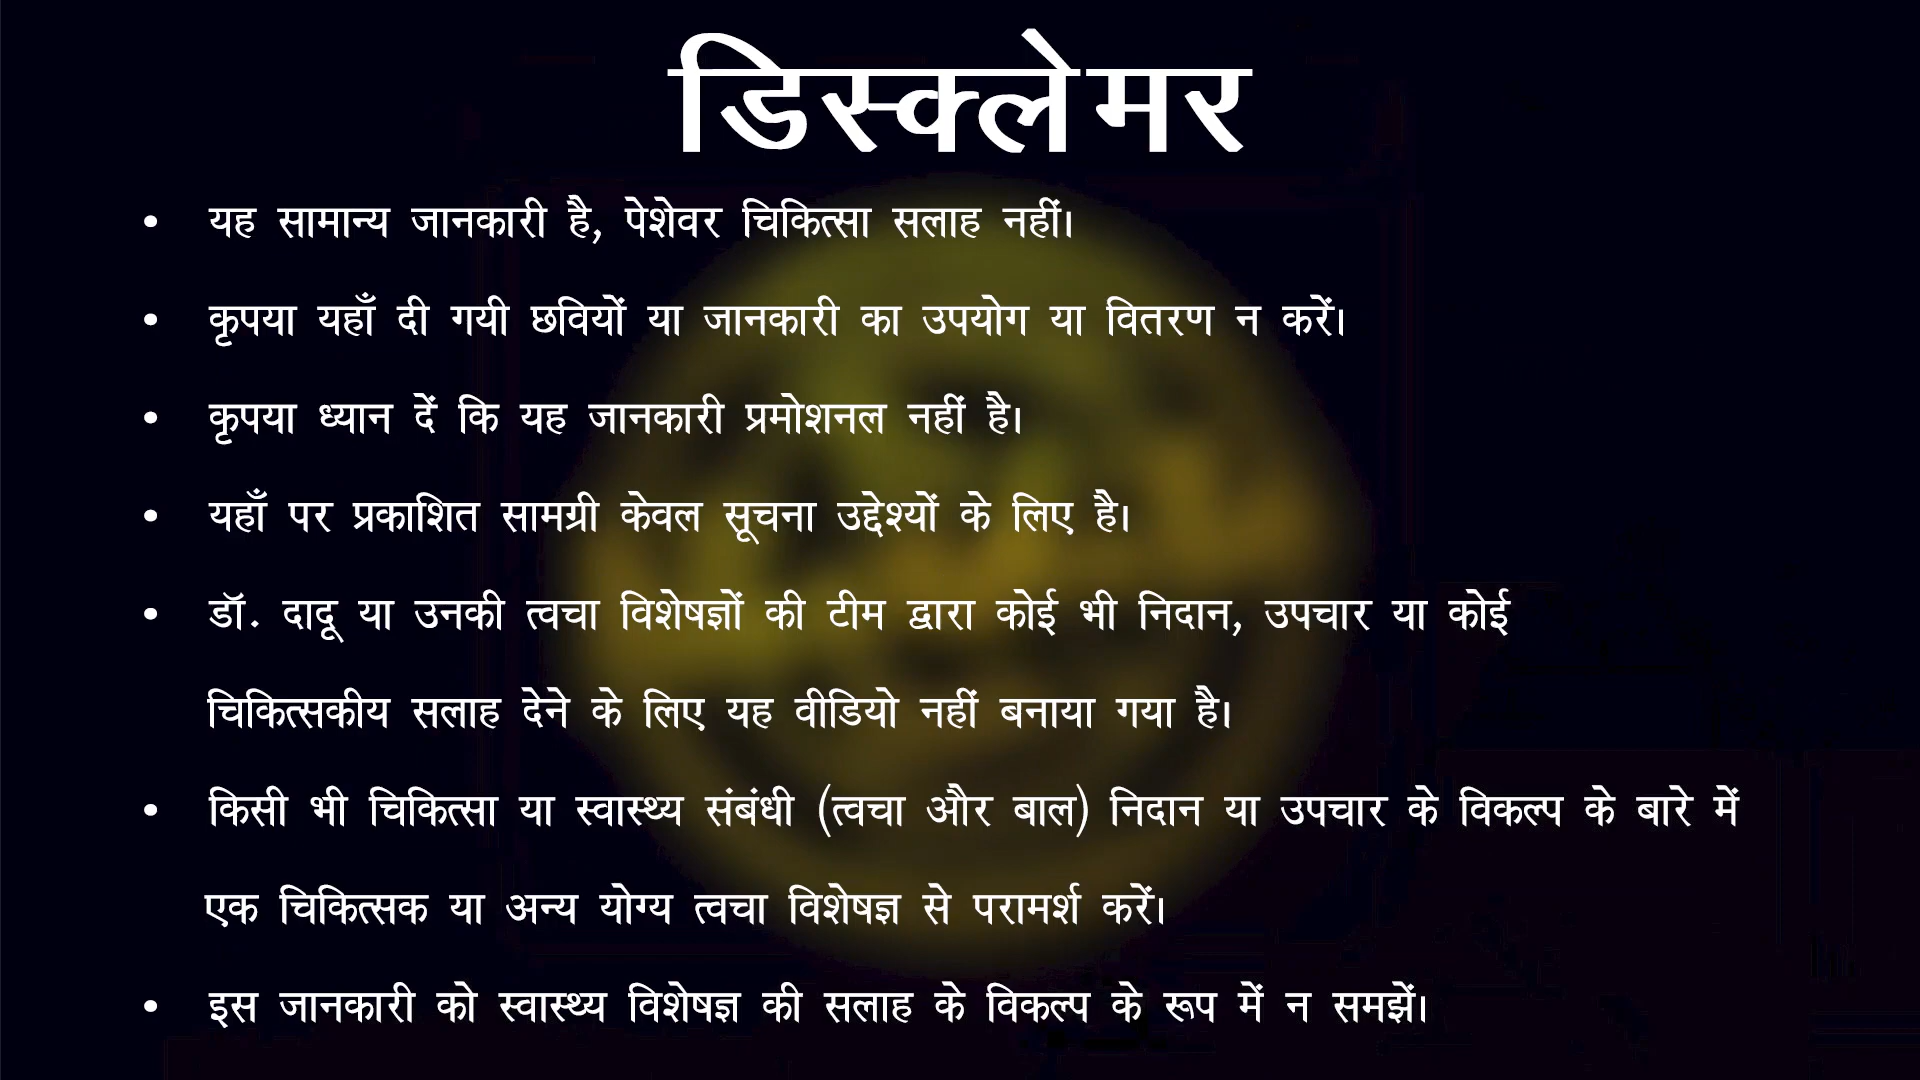 डिस्क्लेमर
• यह सामान्य जानकारी है, पेशेवर चिकित्सा सलाह नहीं।
• कृपया यहाँ दी गयी छवियों या जानकारी का उपयोग या वितरण न करें।
• कृपया ध्यान दें कि यह जानकारी प्रमोशनल नहीं है।
• यहाँ पर प्रकाशित सामग्री केवल सूचना उद्देश्यों के लिए है।
• डॉ. दादू या उनकी त्वचा विशेषज्ञों की टीम द्वारा कोई भी निदान, उपचार या कोई
चिकित्सकीय सलाह देने के लिए यह वीडियो नहीं बनाया गया है।
• किसी भी चिकित्सा या स्वास्थ्य संबंधी (त्वचा और बाल) निदान या उपचार के विकल्प के बारे में
एक चिकित्सक या अन्य योग्य त्वचा विशेषज्ञ से परामर्श करें।
• इस जानकारी को स्वास्थ्य विशेषज्ञ की सलाह के विकल्प के रूप में न समझें।